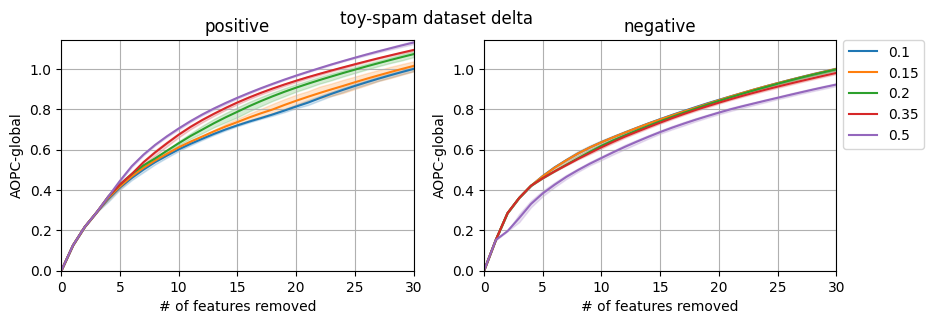 toy-spam dataset delta
positive
negative
AOPC-global
1.0
0.8
0.6
0.4
0.2
0.0
0 5 10 15 20 25 30
# of features removed
AOPC-global
1.0
0.8
0.6
0.4
0.2
0.0
0 5 10 15 20 25 30
# of features removed
0.1
0.15
0.2
0.35
0.5